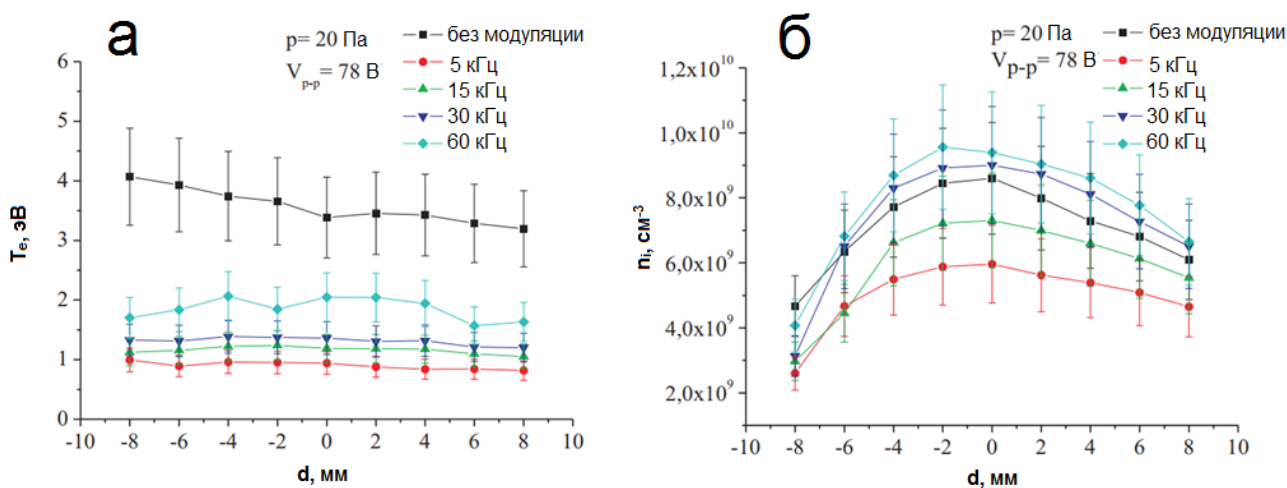 а
p= 20 Па
V_p-p= 78 В
без модуляции
5 кГц
15 кГц
30 кГц
60 кГц
6
5
4
3
2
1
0
Tₑ, эВ
-10 -8 -6 -4 -2 0 2 4 6 8 10
d, мм
б
p= 20 Па
V_p-p= 78 В
без модуляции
5 кГц
15 кГц
30 кГц
60 кГц
1,2x10¹⁰
1,0x10¹⁰
8,0x10⁹
6,0x10⁹
4,0x10⁹
2,0x10⁹
nᵢ, см⁻³
-10 -8 -6 -4 -2 0 2 4 6 8 10
d, мм